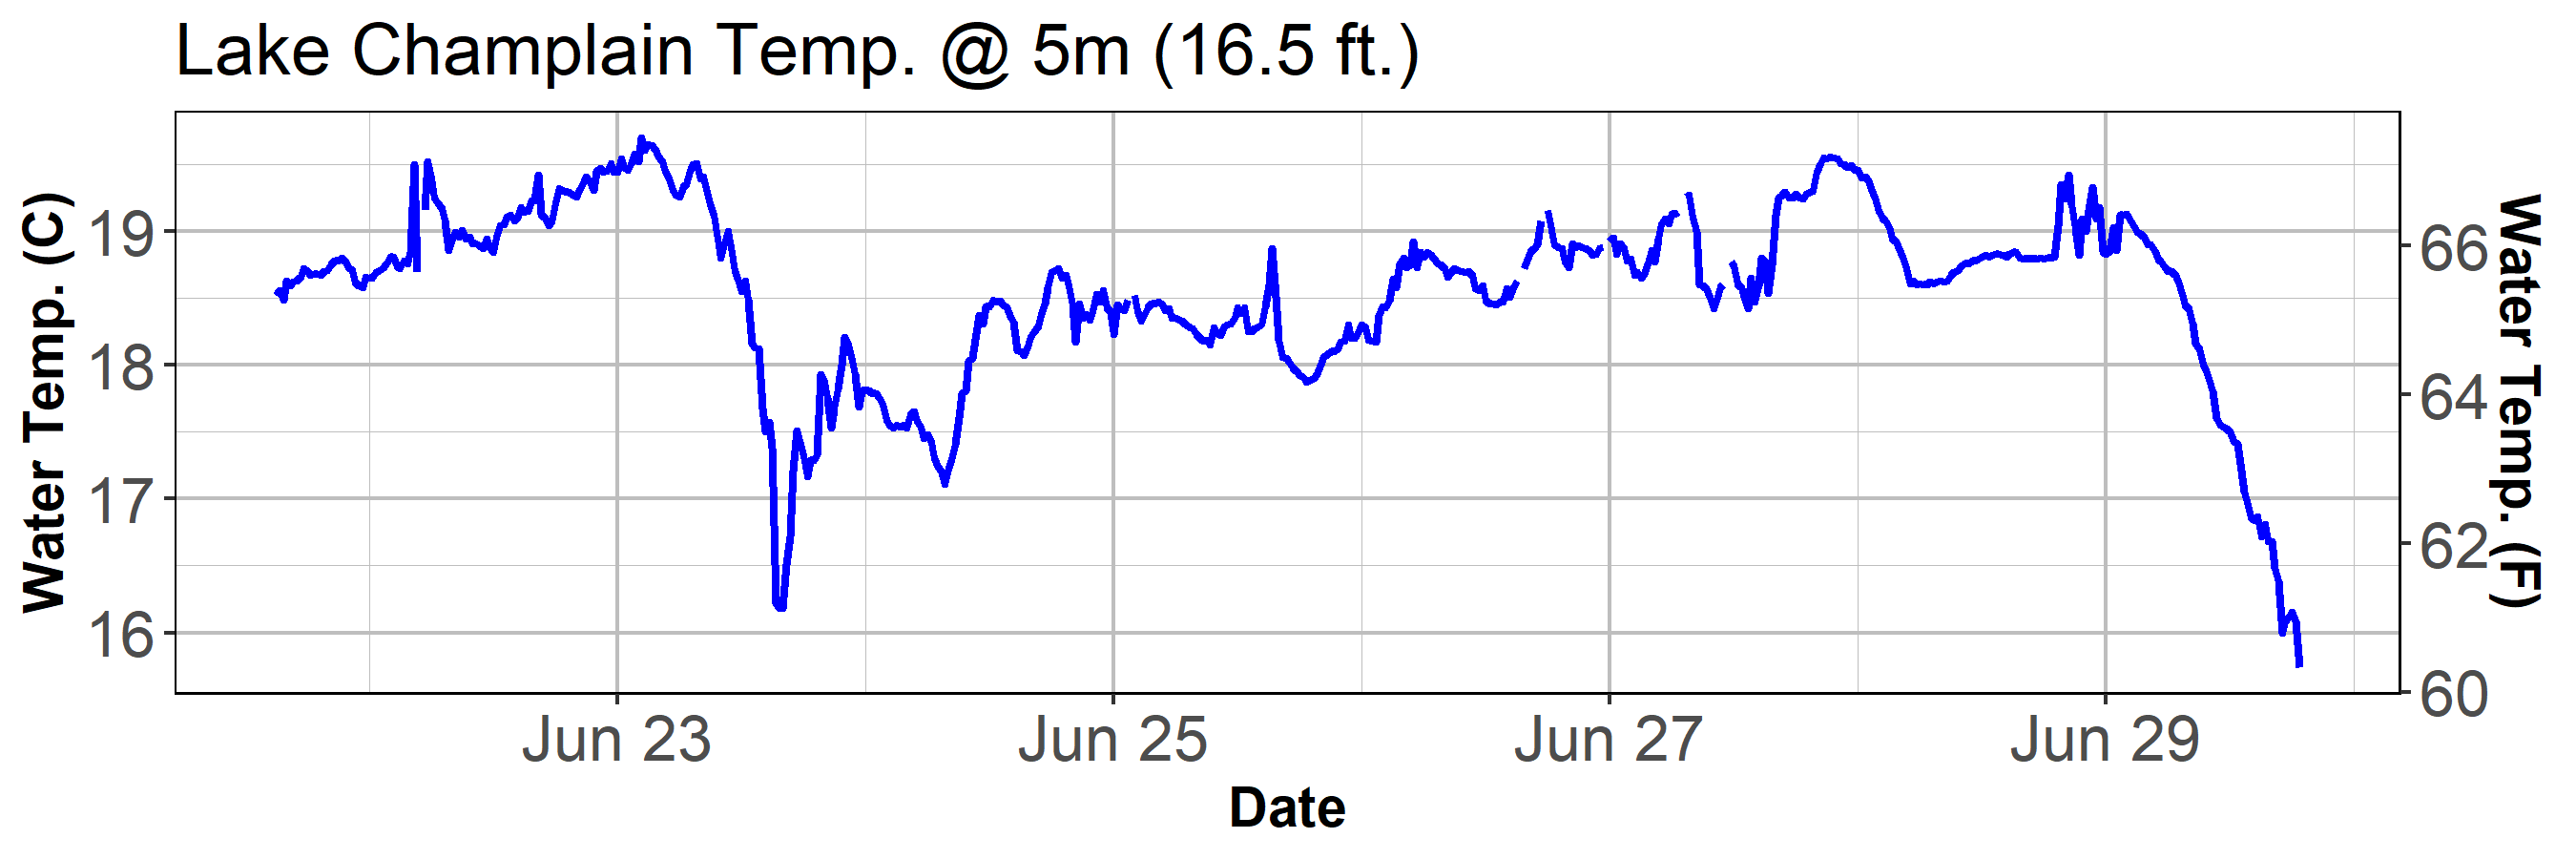 Lake Champlain Temp. @ 5m (16.5 ft.)
Water Temp. (C)
19
18
17
16
66
64
62
60
Water Temp. (F)
Jun 23
Jun 25
Jun 27
Jun 29
Date